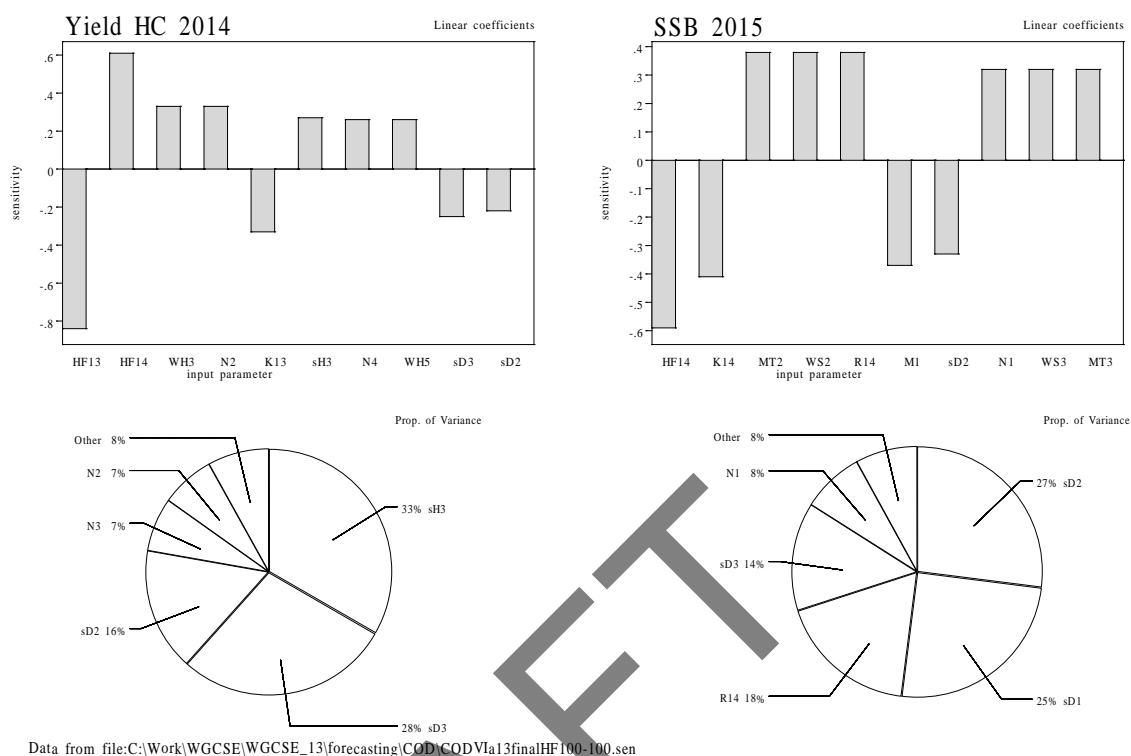 Yield HC 2014
Linear coefficients
.6
.4
.2
0
-.2
-.4
-.6
-.8
sensitivity
HF13 HF14 WH3 N2 K13 sH3 N4 WH5 sD3 sD2
input parameter
SSB 2015
Linear coefficients
.4
.3
.2
.1
0
-.1
-.2
-.3
-.4
-.5
-.6
sensitivity
HF14 K14 MT2 WS2 R14 M1 sD2 N1 WS3 MT3
input parameter
Prop. of Variance
Other 8%
N2 7%
N3 7%
sD2 16%
33% sH3
28% sD3
Prop. of Variance
Other 8%
N1 8%
sD3 14%
R14 18%
27% sD2
25% sD1
Data from file:C:\Work\WGCSE\WGCSE_13\forecasting\COD\CODVIa13finalHF100-100.sen